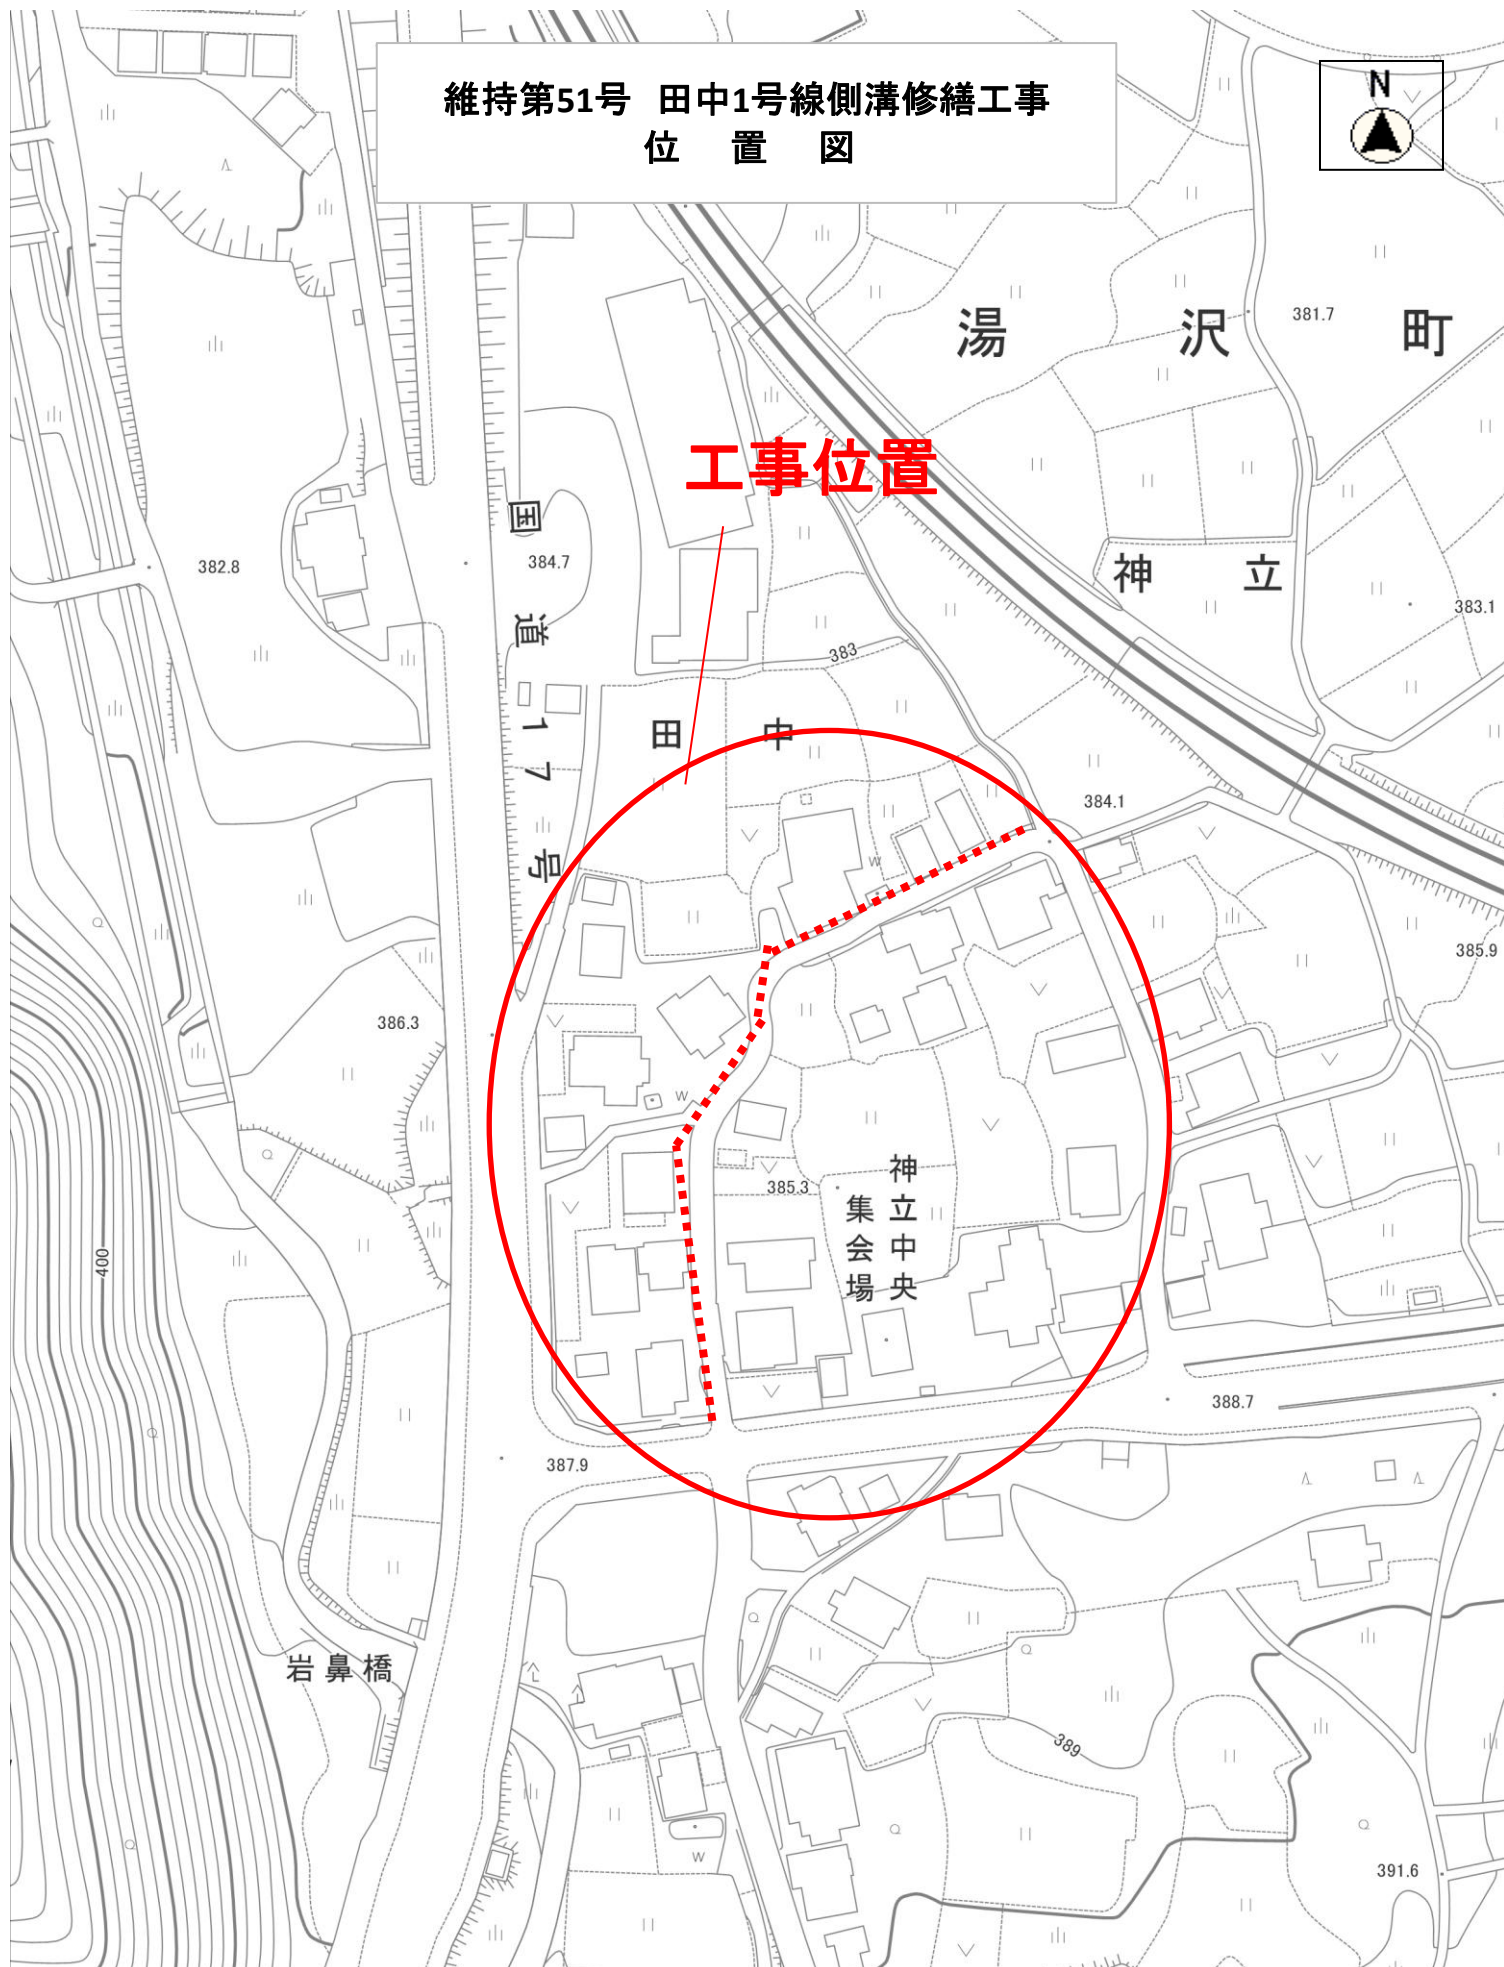 維持第51号 田中1号線側溝修繕工事
位 置 図
N
湯 沢 町
381.7
工事位置
国道17号
382.8
384.7
神 立
383.1
383
田 中
384.1
W
385.9
386.3
W
385.3
神立中央
集会場
400
388.7
387.9
岩鼻橋
389
W
391.6